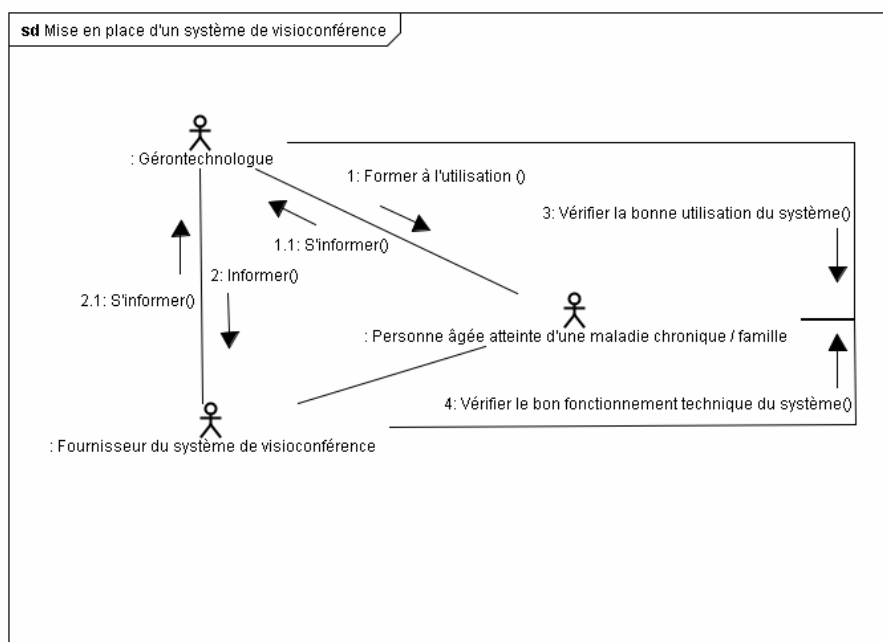 sd Mise en place d'un système de visioconférence
: Gérontechnologue
1: Former à l'utilisation ()
3: Vérifier la bonne utilisation du système()
1.1: S'informer()
2: Informer()
2.1: S'informer()
: Personne âgée atteinte d'une maladie chronique / famille
4: Vérifier le bon fonctionnement technique du système()
: Fournisseur du système de visioconférence